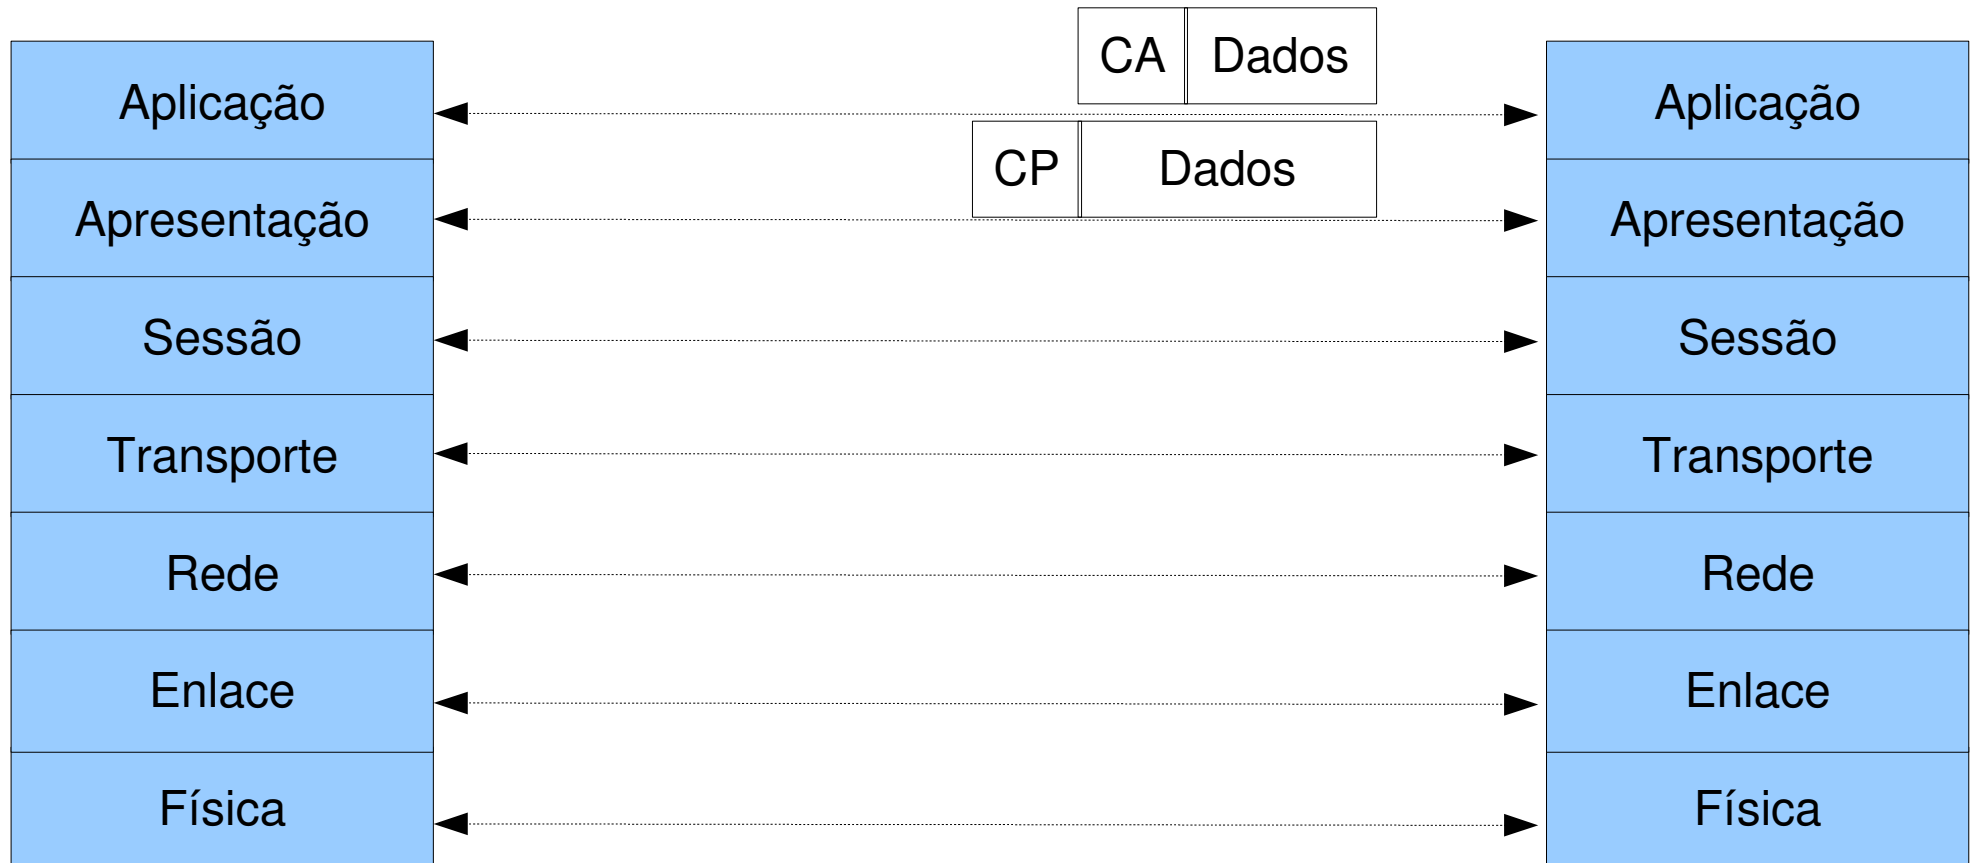 CA Dados
Aplicação Aplicação
CP Dados
Apresentação Apresentação
Sessão Sessão
Transporte Transporte
Rede Rede
Enlace Enlace
Física Física